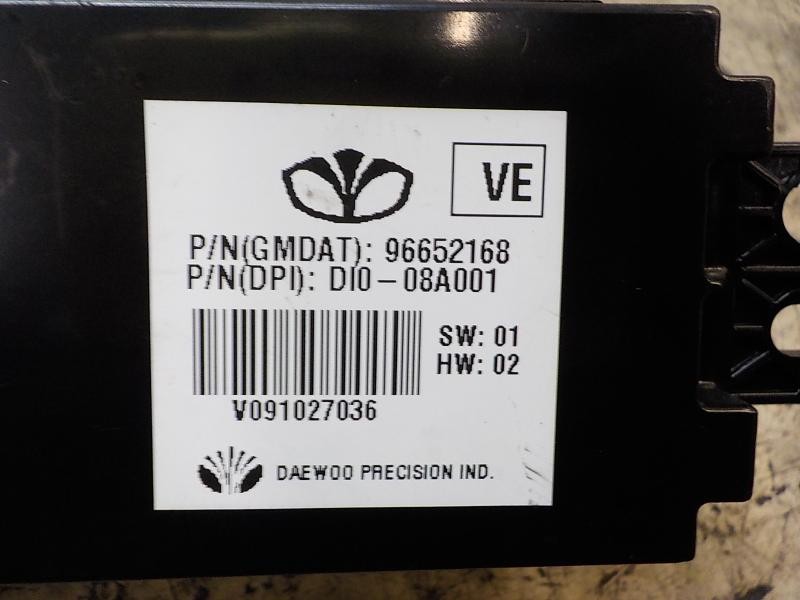 VE
P/N(GMDAT): 96652168
P/N(DPI): DI0-08A001
SW: 01
HW: 02
V091027036
DAEWOO PRECISION IND.